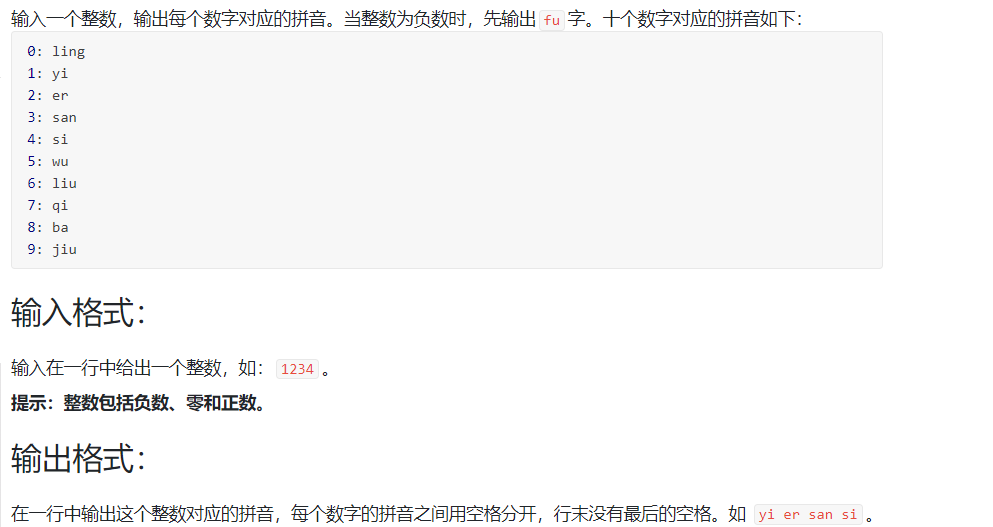 输入一个整数，输出每个数字对应的拼音。当整数为负数时，先输出fu字。十个数字对应的拼音如下：
0: ling
1: yi
2: er
3: san
4: si
5: wu
6: liu
7: qi
8: ba
9: jiu
输入格式：
输入在一行中给出一个整数，如： 1234 。
提示：整数包括负数、零和正数。
输出格式：
在一行中输出这个整数对应的拼音，每个数字的拼音之间用空格分开，行末没有最后的空格。如 yi er san si 。